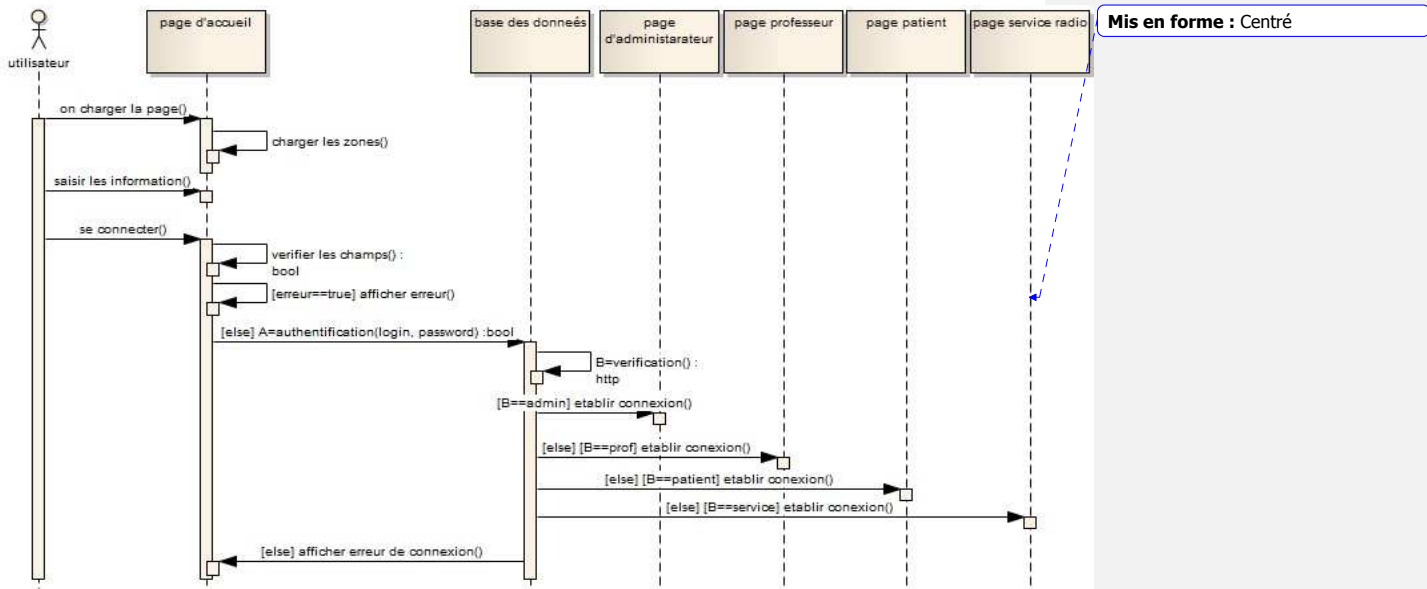 utilisateur
page d'accueil
base des donneés
page
d'administarateur
page professeur
page patient
page service radio
Mis en forme : Centré
on charger la page()
charger les zones()
saisir les information()
se connecter()
verifier les champs() :
bool
[erreur==true] afficher erreur()
[else] A=authentification(login, password) :bool
B=verification() :
http
[B==admin] etablir connexion()
[else] [B==prof] etablir conexion()
[else] [B==patient] etablir conexion()
[else] [B==service] etablir conexion()
[else] afficher erreur de connexion()